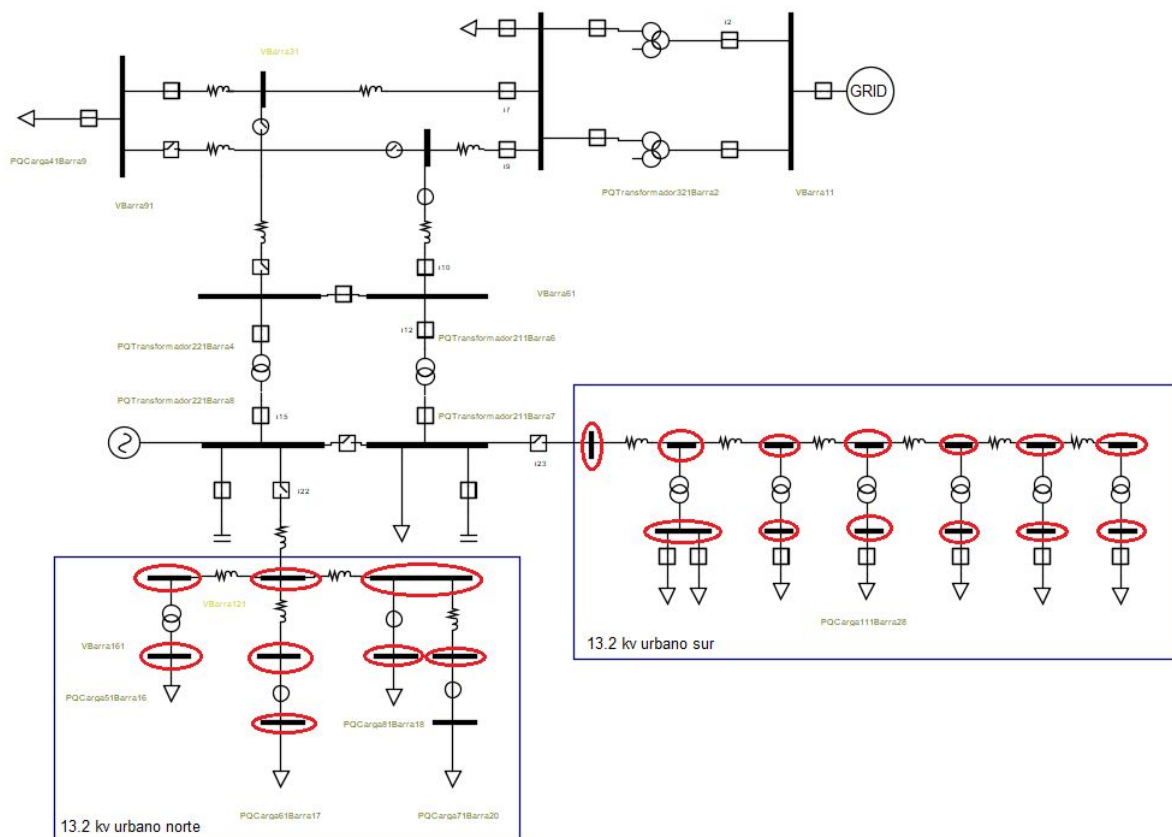 i2
VBarra31
GRID
i7
PQCarga41Barra9
i9
PQTransformador321Barra2
VBarra11
VBarra91
i10
VBarra61
i12
PQTransformador221Barra4
PQTransformador211Barra6
PQTransformador221Barra8
i15
PQTransformador211Barra7
i23
i22
VBarra121
VBarra161
PQCarga111Barra28
13.2 kv urbano sur
PQCarga51Barra16
PQCarga81Barra18
PQCarga61Barra17
PQCarga71Barra20
13.2 kv urbano norte